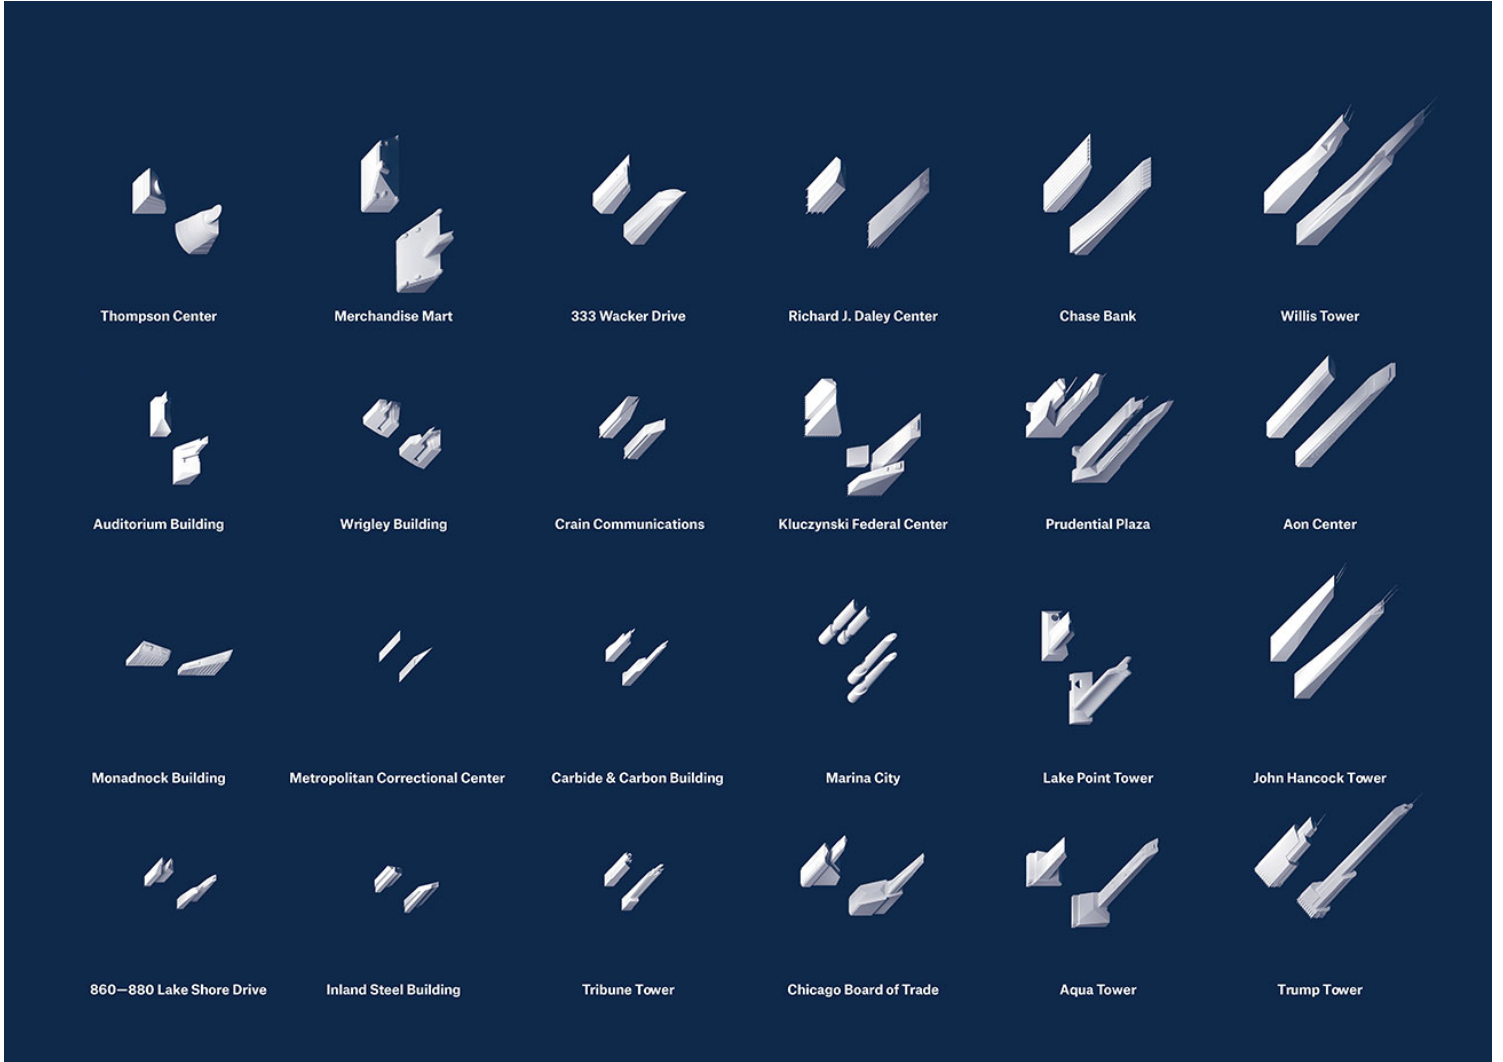 Thompson Center
Merchandise Mart
333 Wacker Drive
Richard J. Daley Center
Chase Bank
Willis Tower
Auditorium Building
Wrigley Building
Crain Communications
Kluczynski Federal Center
Prudential Plaza
Aon Center
Monadnock Building
Metropolitan Correctional Center
Carbide & Carbon Building
Marina City
Lake Point Tower
John Hancock Tower
860—880 Lake Shore Drive
Inland Steel Building
Tribune Tower
Chicago Board of Trade
Aqua Tower
Trump Tower